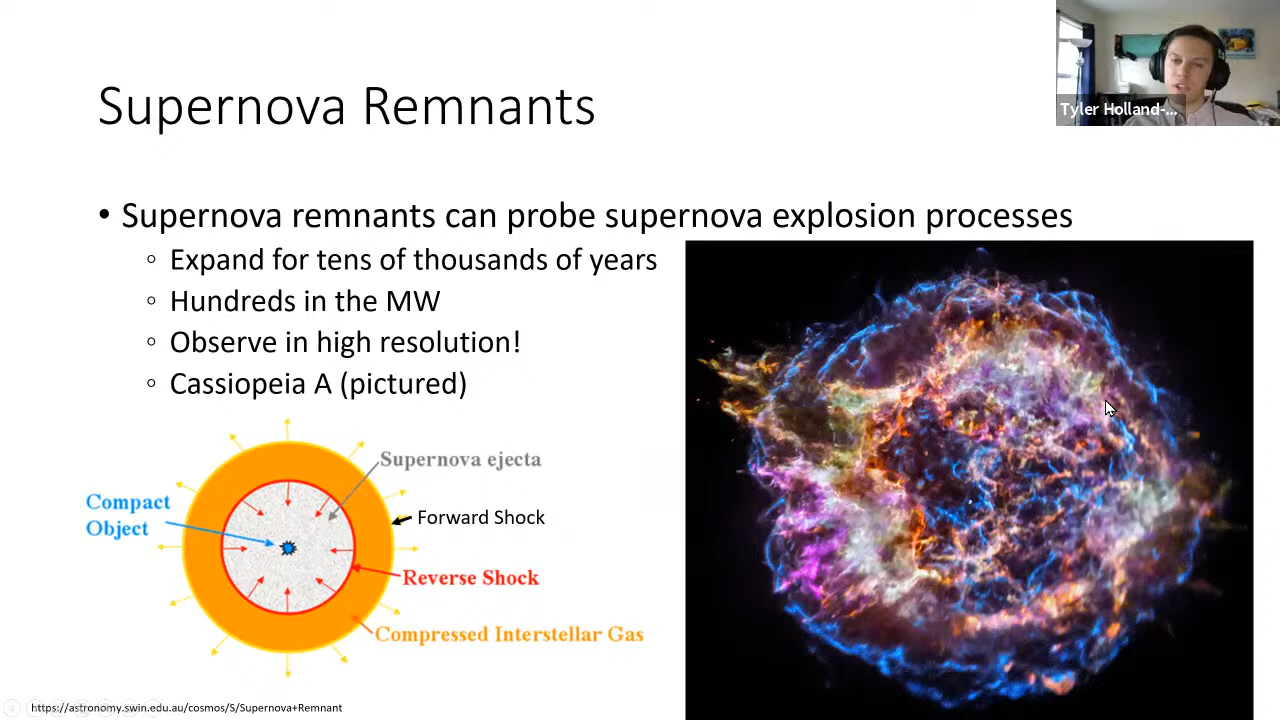 Supernova Remnants
Tyler Holland-...
• Supernova remnants can probe supernova explosion processes
◦ Expand for tens of thousands of years
◦ Hundreds in the MW
◦ Observe in high resolution!
◦ Cassiopeia A (pictured)
Supernova ejecta
Compact
Object
Forward Shock
Reverse Shock
Compressed Interstellar Gas
https://astronomy.swin.edu.au/cosmos/S/Supernova+Remnant